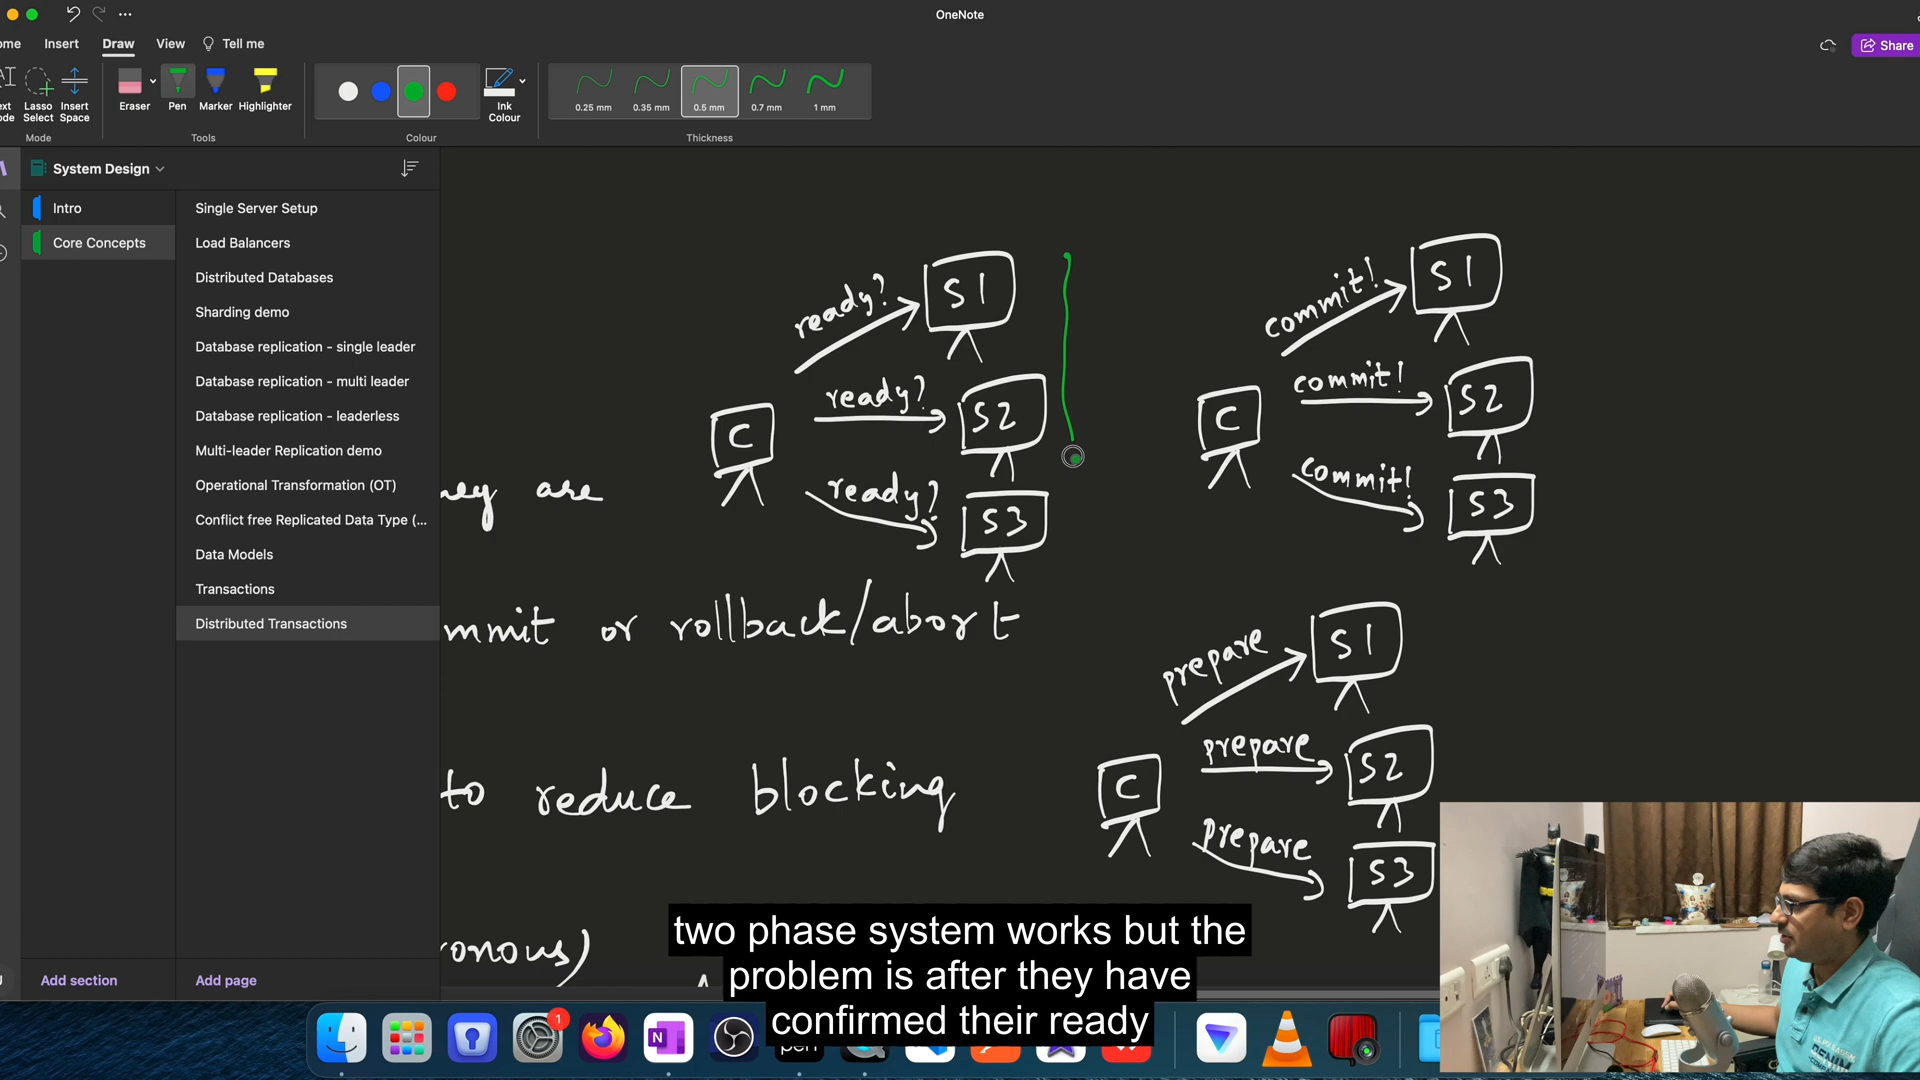 OneNote
ome Insert Draw View Tell me
Share
ext
ode
Lasso
Select
Insert
Space
Eraser
Pen
Marker
Highlighter
Ink
Colour
0.25 mm
0.35 mm
0.5 mm
0.7 mm
1 mm
Mode
Tools
Colour
Thickness
System Design
Intro
Core Concepts
Single Server Setup
Load Balancers
Distributed Databases
Sharding demo
Database replication - single leader
Database replication - multi leader
Database replication - leaderless
Multi-leader Replication demo
Operational Transformation (OT)
Conflict free Replicated Data Type (...
Data Models
Transactions
Distributed Transactions
Add section
Add page
ready?
S1
ready?
S2
C
ready?
S3
commit!
S1
commit!
S2
C
commit!
S3
ey are
mmit or rollback/abort
prepare
S1
prepare
S2
C
prepare
S3
to reduce blocking
onous)
two phase system works but the
problem is after they have
confirmed their ready
1
N
pen